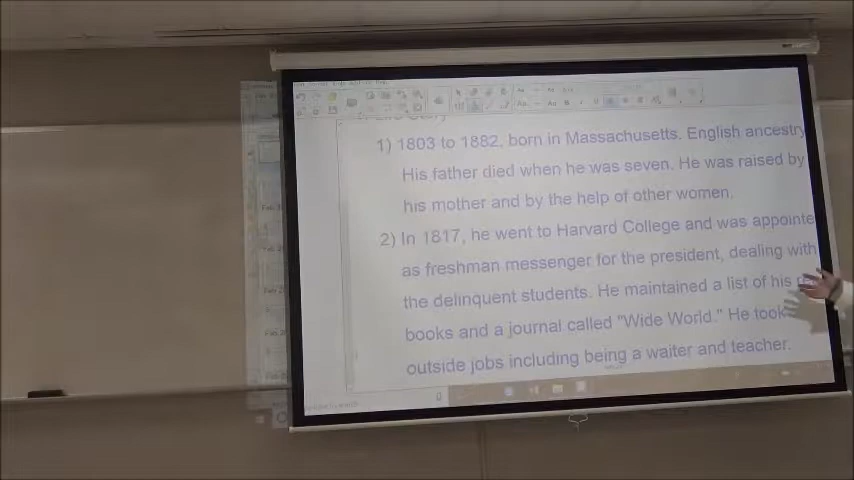 1) 1803 to 1882, born in Massachusetts. English ancestry
His father died when he was seven. He was raised by
his mother and by the help of other women.
2) In 1817, he went to Harvard College and was appointe
as freshman messenger for the president, dealing with
the delinquent students. He maintained a list of his
books and a journal called "Wide World." He took
outside jobs including being a waiter and teacher.